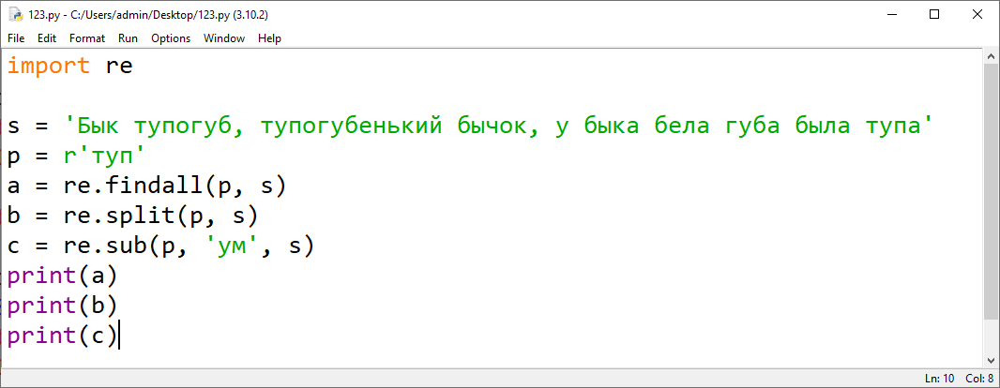 123.py - C:/Users/admin/Desktop/123.py (3.10.2)
File Edit Format Run Options Window Help
import re
s = 'Бык тупогуб, тупогубенький бычок, у быка бела губа была тупа'
p = r'туп'
a = re.findall(p, s)
b = re.split(p, s)
c = re.sub(p, 'ум', s)
print(a)
print(b)
print(c)
Ln: 10 Col: 8